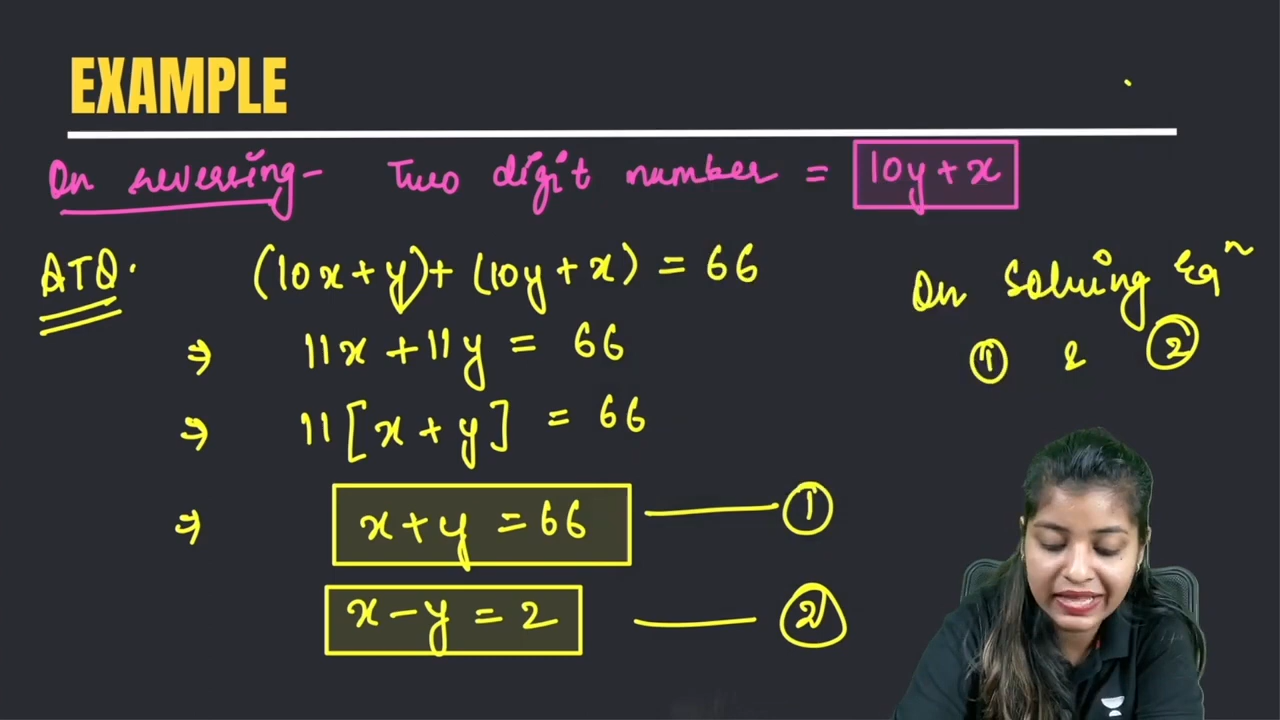 EXAMPLE
On reversing- Two digit number = 10y+x
ATQ. (10x+y)+(10y+x) = 66
⇒ 11x+11y = 66
⇒ 11[x+y] = 66
⇒ x+y = 66 —— ①
x-y = 2 —— ②
On Solving Eqⁿ
① & ②